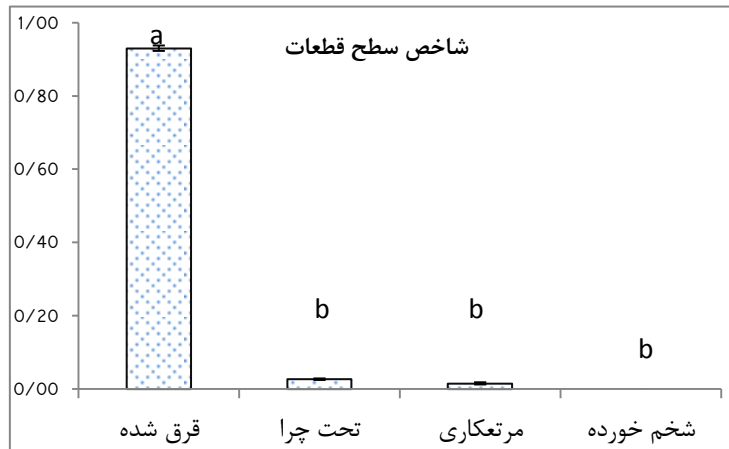 شاخص سطح قطعات
1/00
0/80
0/60
0/40
0/20
0/00
a
b
b
b
قرق شده
تحت چرا
مرتعکاری
شخم خورده